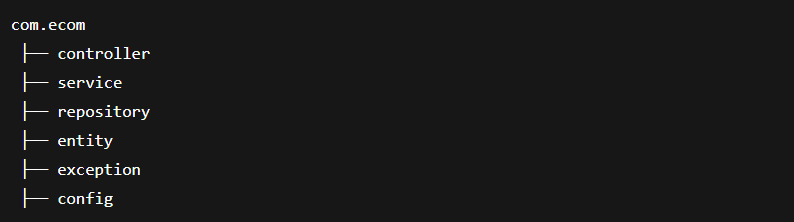 com.ecom
├── controller
├── service
├── repository
├── entity
├── exception
├── config